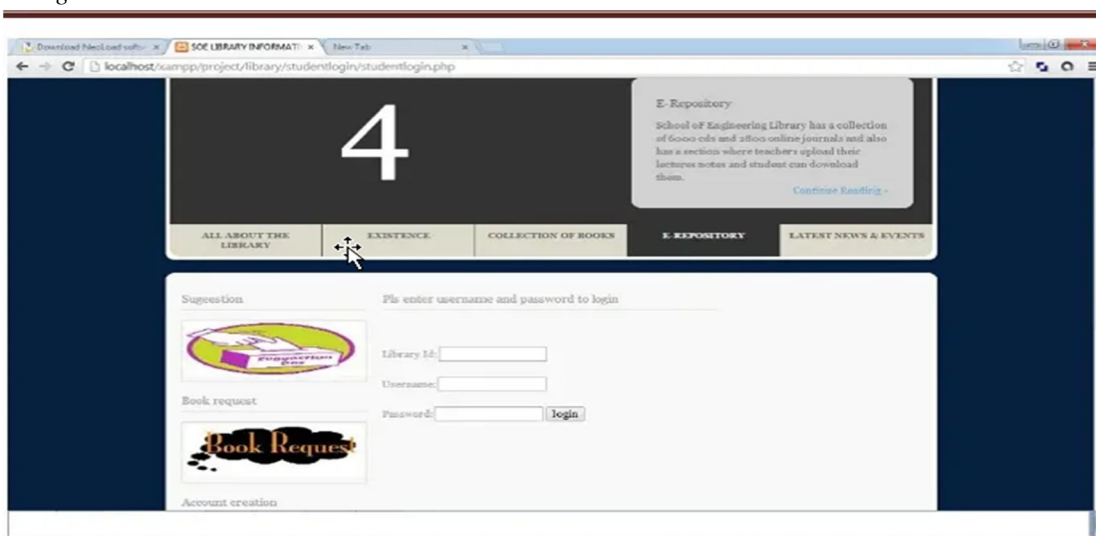 Download NeoLoad softw
SOE LIBRARY INFORMATI
New Tab
localhost/xampp/project/library/studentlogin/studentlogin.php
4
E-Repository
School oF Engineering Library has a collection
of 6000 cds and 2800 online journals and also
has a section where teachers upload their
lectures notes and student can download
them.
Continue Reading »
ALL ABOUT THE
LIBRARY
EXISTENCE
COLLECTION OF BOOKS
E-REPOSITORY
LATEST NEWS & EVENTS
Sugeestion
Pls enter username and password to login
Library Id:
Username:
Book request
Password:
login
Book Request
Account creation